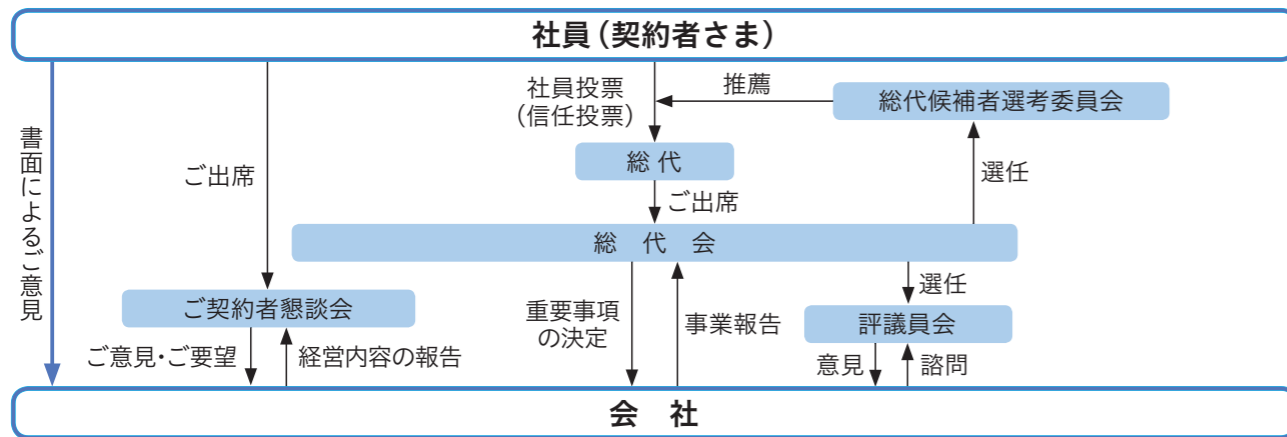 社員（契約者さま）
書面によるご意見
ご出席
社員投票
（信任投票）
推薦
総代候補者選考委員会
総代
選任
ご出席
総代会
ご契約者懇談会
ご意見・ご要望
経営内容の報告
重要事項
の決定
事業報告
選任
評議員会
意見
諮問
会社